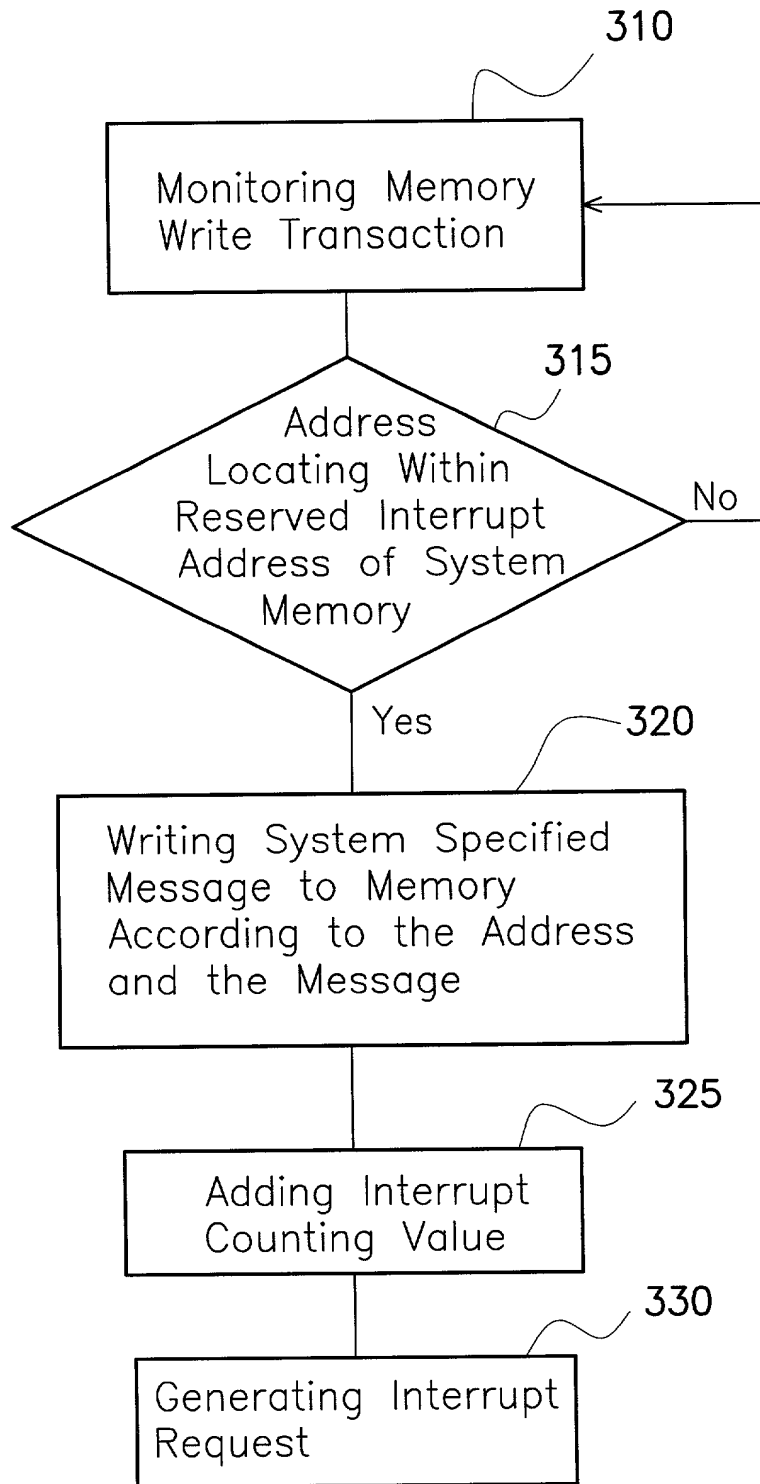 310
Monitoring Memory
Write Transaction
315
Address
Locating Within
Reserved Interrupt
Address of System
Memory
No
Yes
320
Writing System Specified
Message to Memory
According to the Address
and the Message
325
Adding Interrupt
Counting Value
330
Generating Interrupt
Request